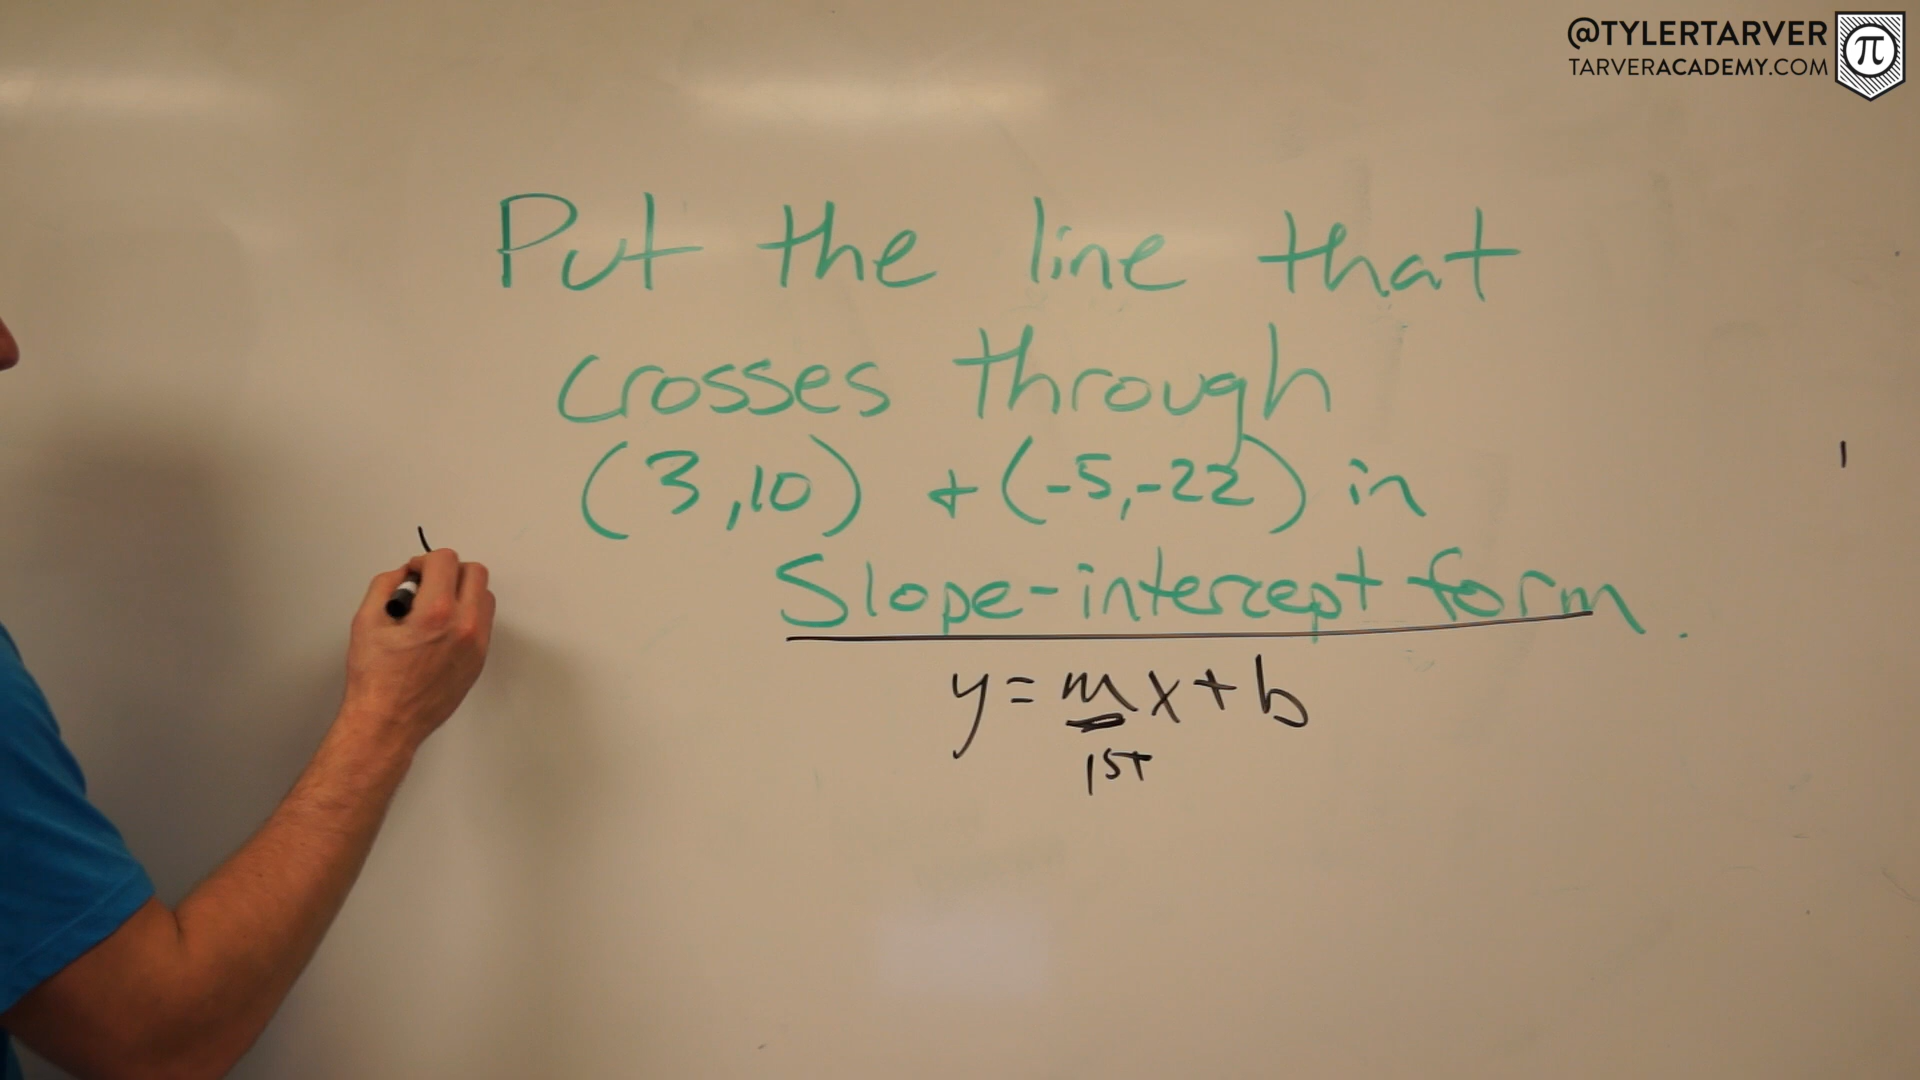 @TYLERTARVER
TARVERACADEMY.COM
π
Put the line that
crosses through
(3,10) + (-5,-22) in
Slope-intercept form.
y=mx+b
1ST